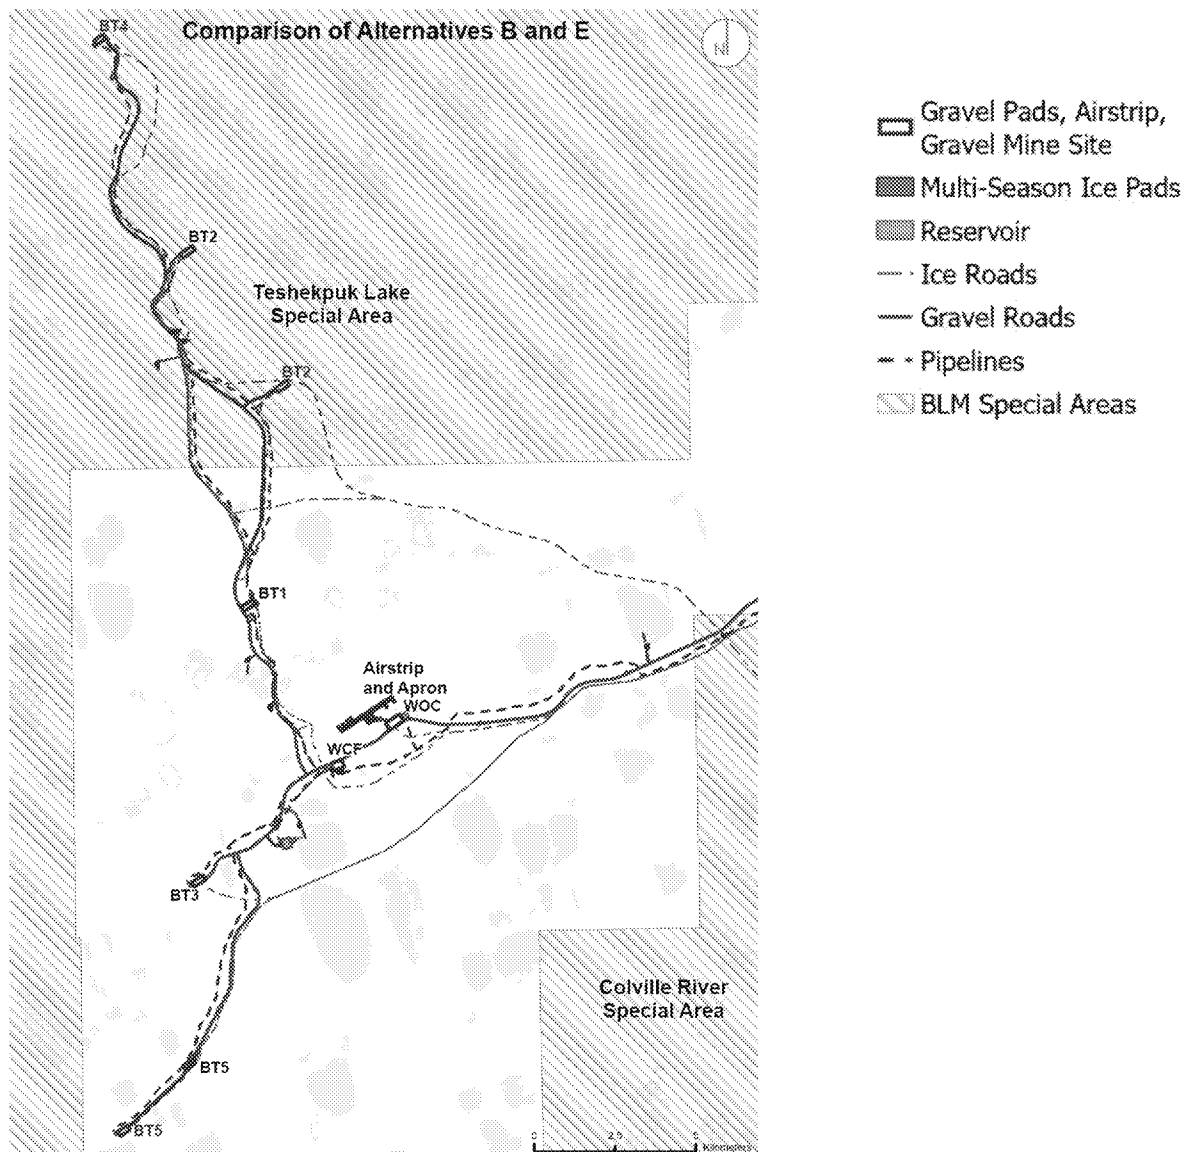 BT4
Comparison of Alternatives B and E
N
BT2
Teshekpuk Lake
Special Area
BT2
BT1
Airstrip
and Apron
WOC
WCF
BT3
Colville River
Special Area
BT5
BT5
0 2.5 5
Kilometers
Gravel Pads, Airstrip,
Gravel Mine Site
Multi-Season Ice Pads
Reservoir
Ice Roads
Gravel Roads
Pipelines
BLM Special Areas